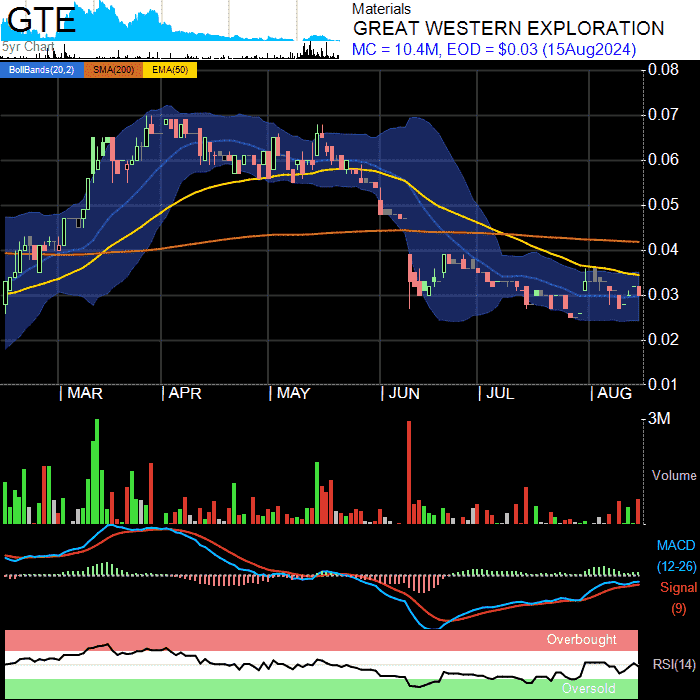 GTE
5yr Chart
Materials
GREAT WESTERN EXPLORATION
MC = 10.4M, EOD = $0.03 (15Aug2024)
BollBands(20,2) SMA(200) EMA(50)
0.08
0.07
0.06
0.05
0.04
0.03
0.02
0.01
| MAR | APR | MAY | JUN | JUL | AUG
3M
Volume
MACD
(12-26)
Signal
(9)
Overbought
RSI(14)
Oversold